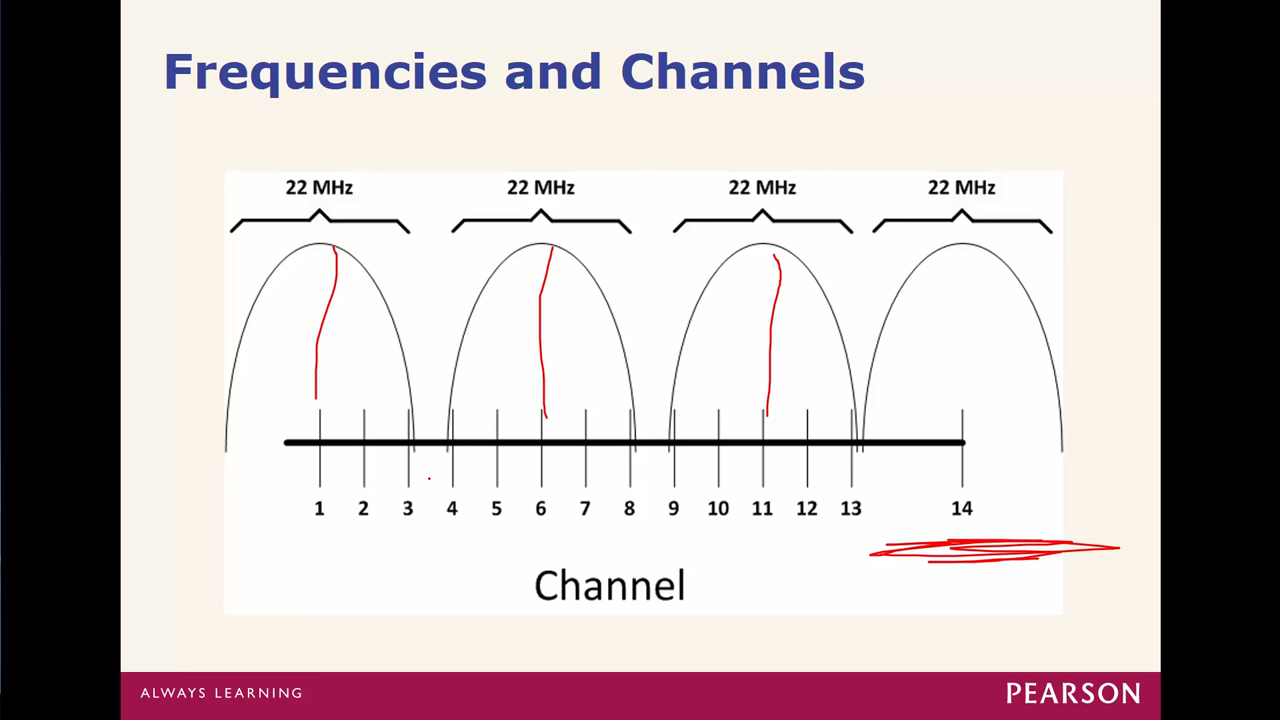 Frequencies and Channels
22 MHz 22 MHz 22 MHz 22 MHz
1 2 3 4 5 6 7 8 9 10 11 12 13 14
Channel
ALWAYS LEARNING PEARSON